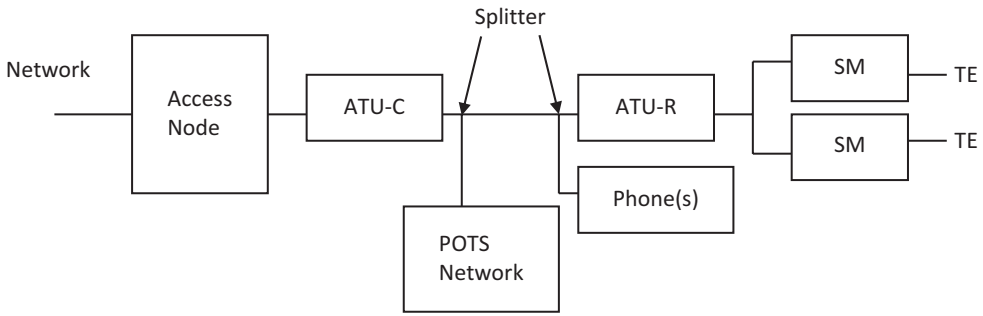 Splitter
Network
Access
Node
ATU-C
ATU-R
SM
TE
SM
TE
Phone(s)
POTS
Network